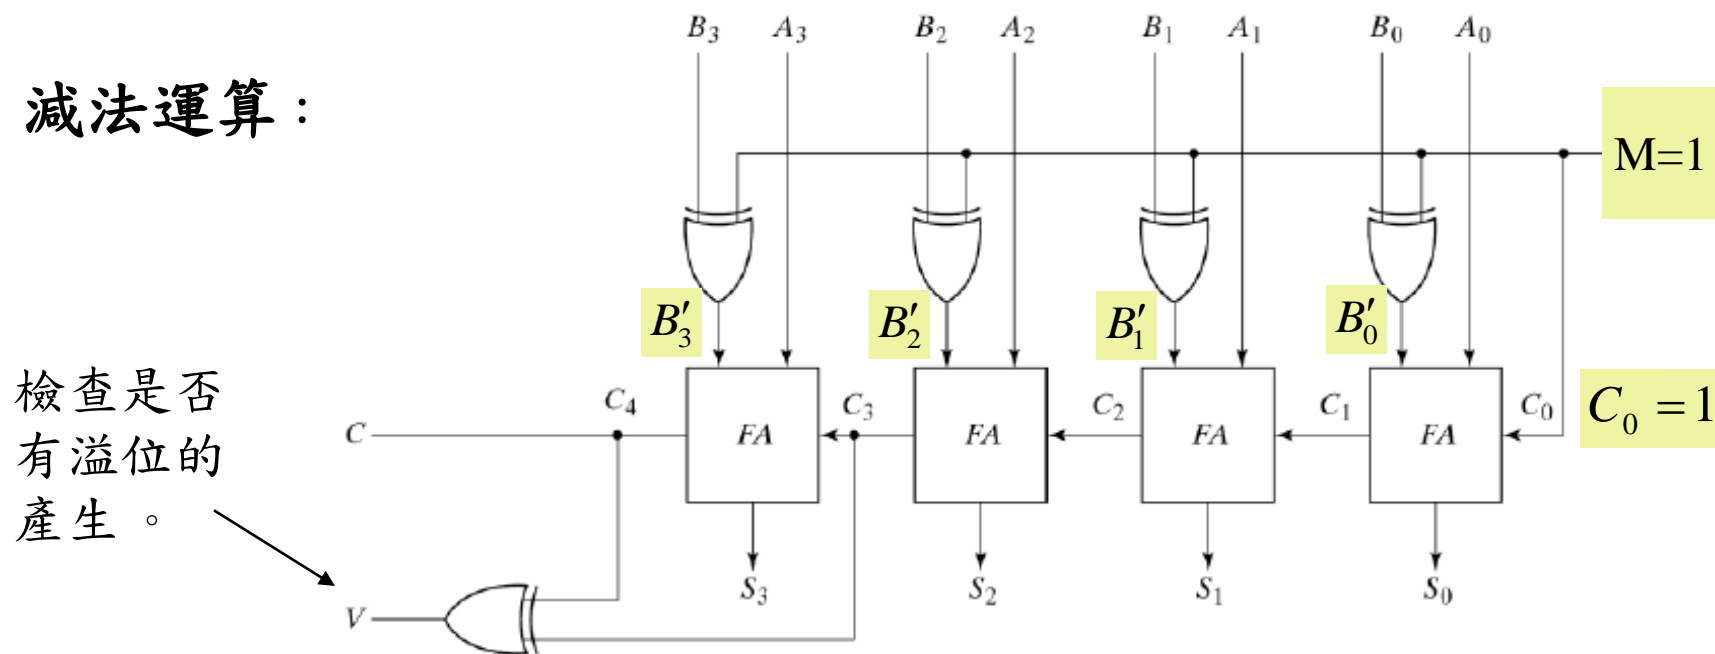 B₃ A₃ B₂ A₂ B₁ A₁ B₀ A₀
減法運算：
M=1
B′₃ B′₂ B′₁ B′₀
檢查是否
有溢位的
產生。
C C₄ FA C₃ FA C₂ FA C₁ FA C₀ C₀ = 1
S₃ S₂ S₁ S₀
V